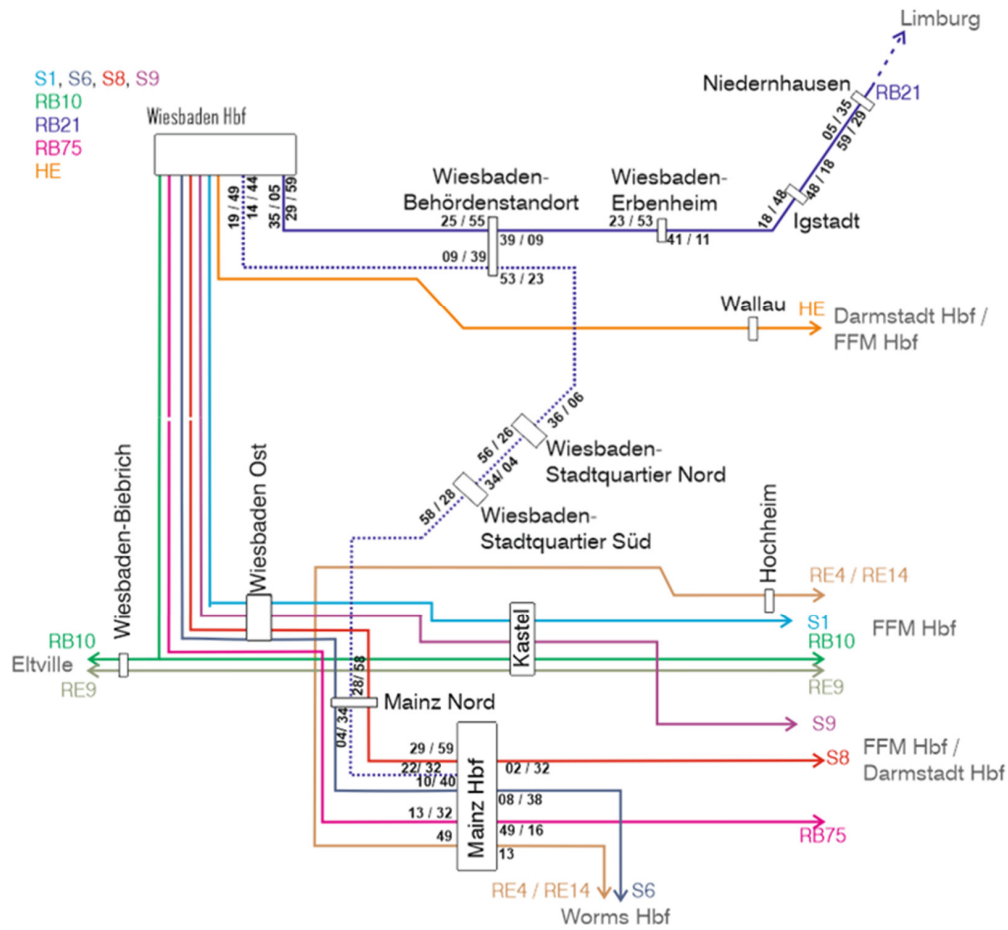 Limburg
S1, S6, S8, S9
RB10
RB21
RB75
HE
Niedernhausen
RB21
05 / 35
59 / 29
Wiesbaden Hbf
19 / 49
14 / 44
35 / 05
29 / 59
Wiesbaden-
Behördenstandort
25 / 55
39 / 09
09 / 39
53 / 23
Wiesbaden-
Erbenheim
23 / 53
41 / 11
18 / 48
48 / 18
Igstadt
Wallau
HE
Darmstadt Hbf /
FFM Hbf
36 / 06
56 / 26
34/ 04
Wiesbaden-
Stadtquartier Nord
58 / 28
Wiesbaden-
Stadtquartier Süd
Wiesbaden-Biebrich
Wiesbaden Ost
Hochheim
RE4 / RE14
S1
FFM Hbf
Kastel
RB10
RB10
Eltville
RE9
RE9
28/ 58
Mainz Nord
04/ 34
S9
29 / 59
22/ 32
10/ 40
02 / 32
S8
FFM Hbf /
Darmstadt Hbf
08 / 38
Mainz Hbf
13 / 32
49 / 16
RB75
49
13
RE4 / RE14
S6
Worms Hbf